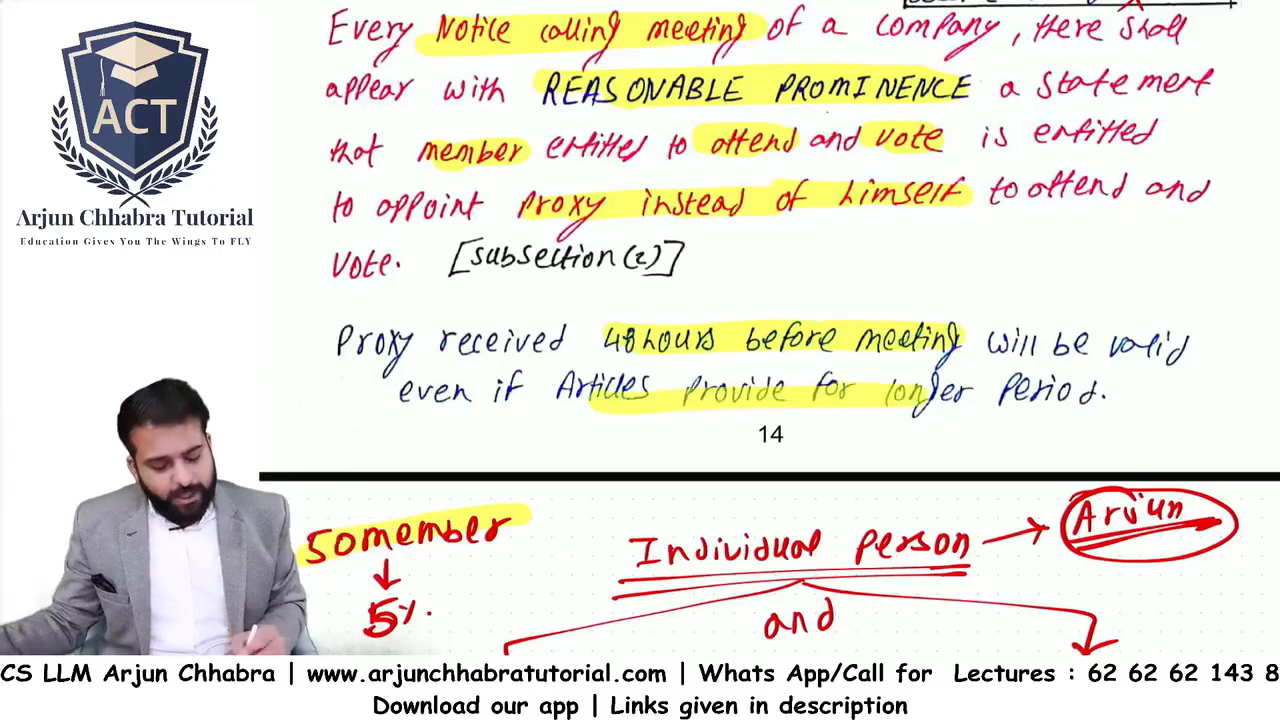 Every Notice calling meeting of a company, there shall
appear with REASONABLE PROMINENCE a statement
that member entitled to attend and vote is entitled
to appoint proxy instead of himself to attend and
vote. [subsection(2)]
Proxy received 48 hours before meeting will be valid
even if Articles provide for longer Period.
14
ACT
Arjun Chhabra Tutorial
Education Gives You The Wings To FLY
50member
5%.
Individual person
Arjun
and
CS LLM Arjun Chhabra | www.arjunchhabratutorial.com | Whats App/Call for Lectures : 62 62 62 143 8
Download our app | Links given in description